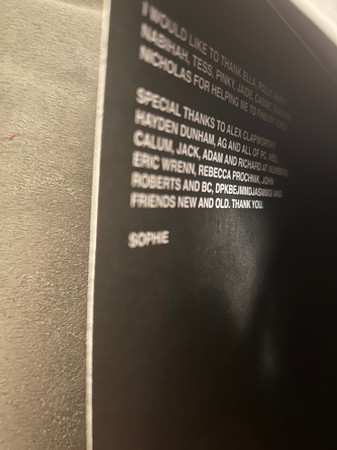 I WOULD LIKE TO THANK ELLA,
NABIHAH, TESS, PINKY, JADE, CASSIE,
NICHOLAS FOR HELPING ME TO
SPECIAL THANKS TO ALEX
HAYDEN DUNHAM, AG AND ALL OF PC
CALUM, JACK, ADAM AND RICHARD AT
ERIC WRENN, REBECCA PROCHNIK, JOHN
ROBERTS AND BC, AND
FRIENDS NEW AND OLD. THANK YOU.
SOPHIE